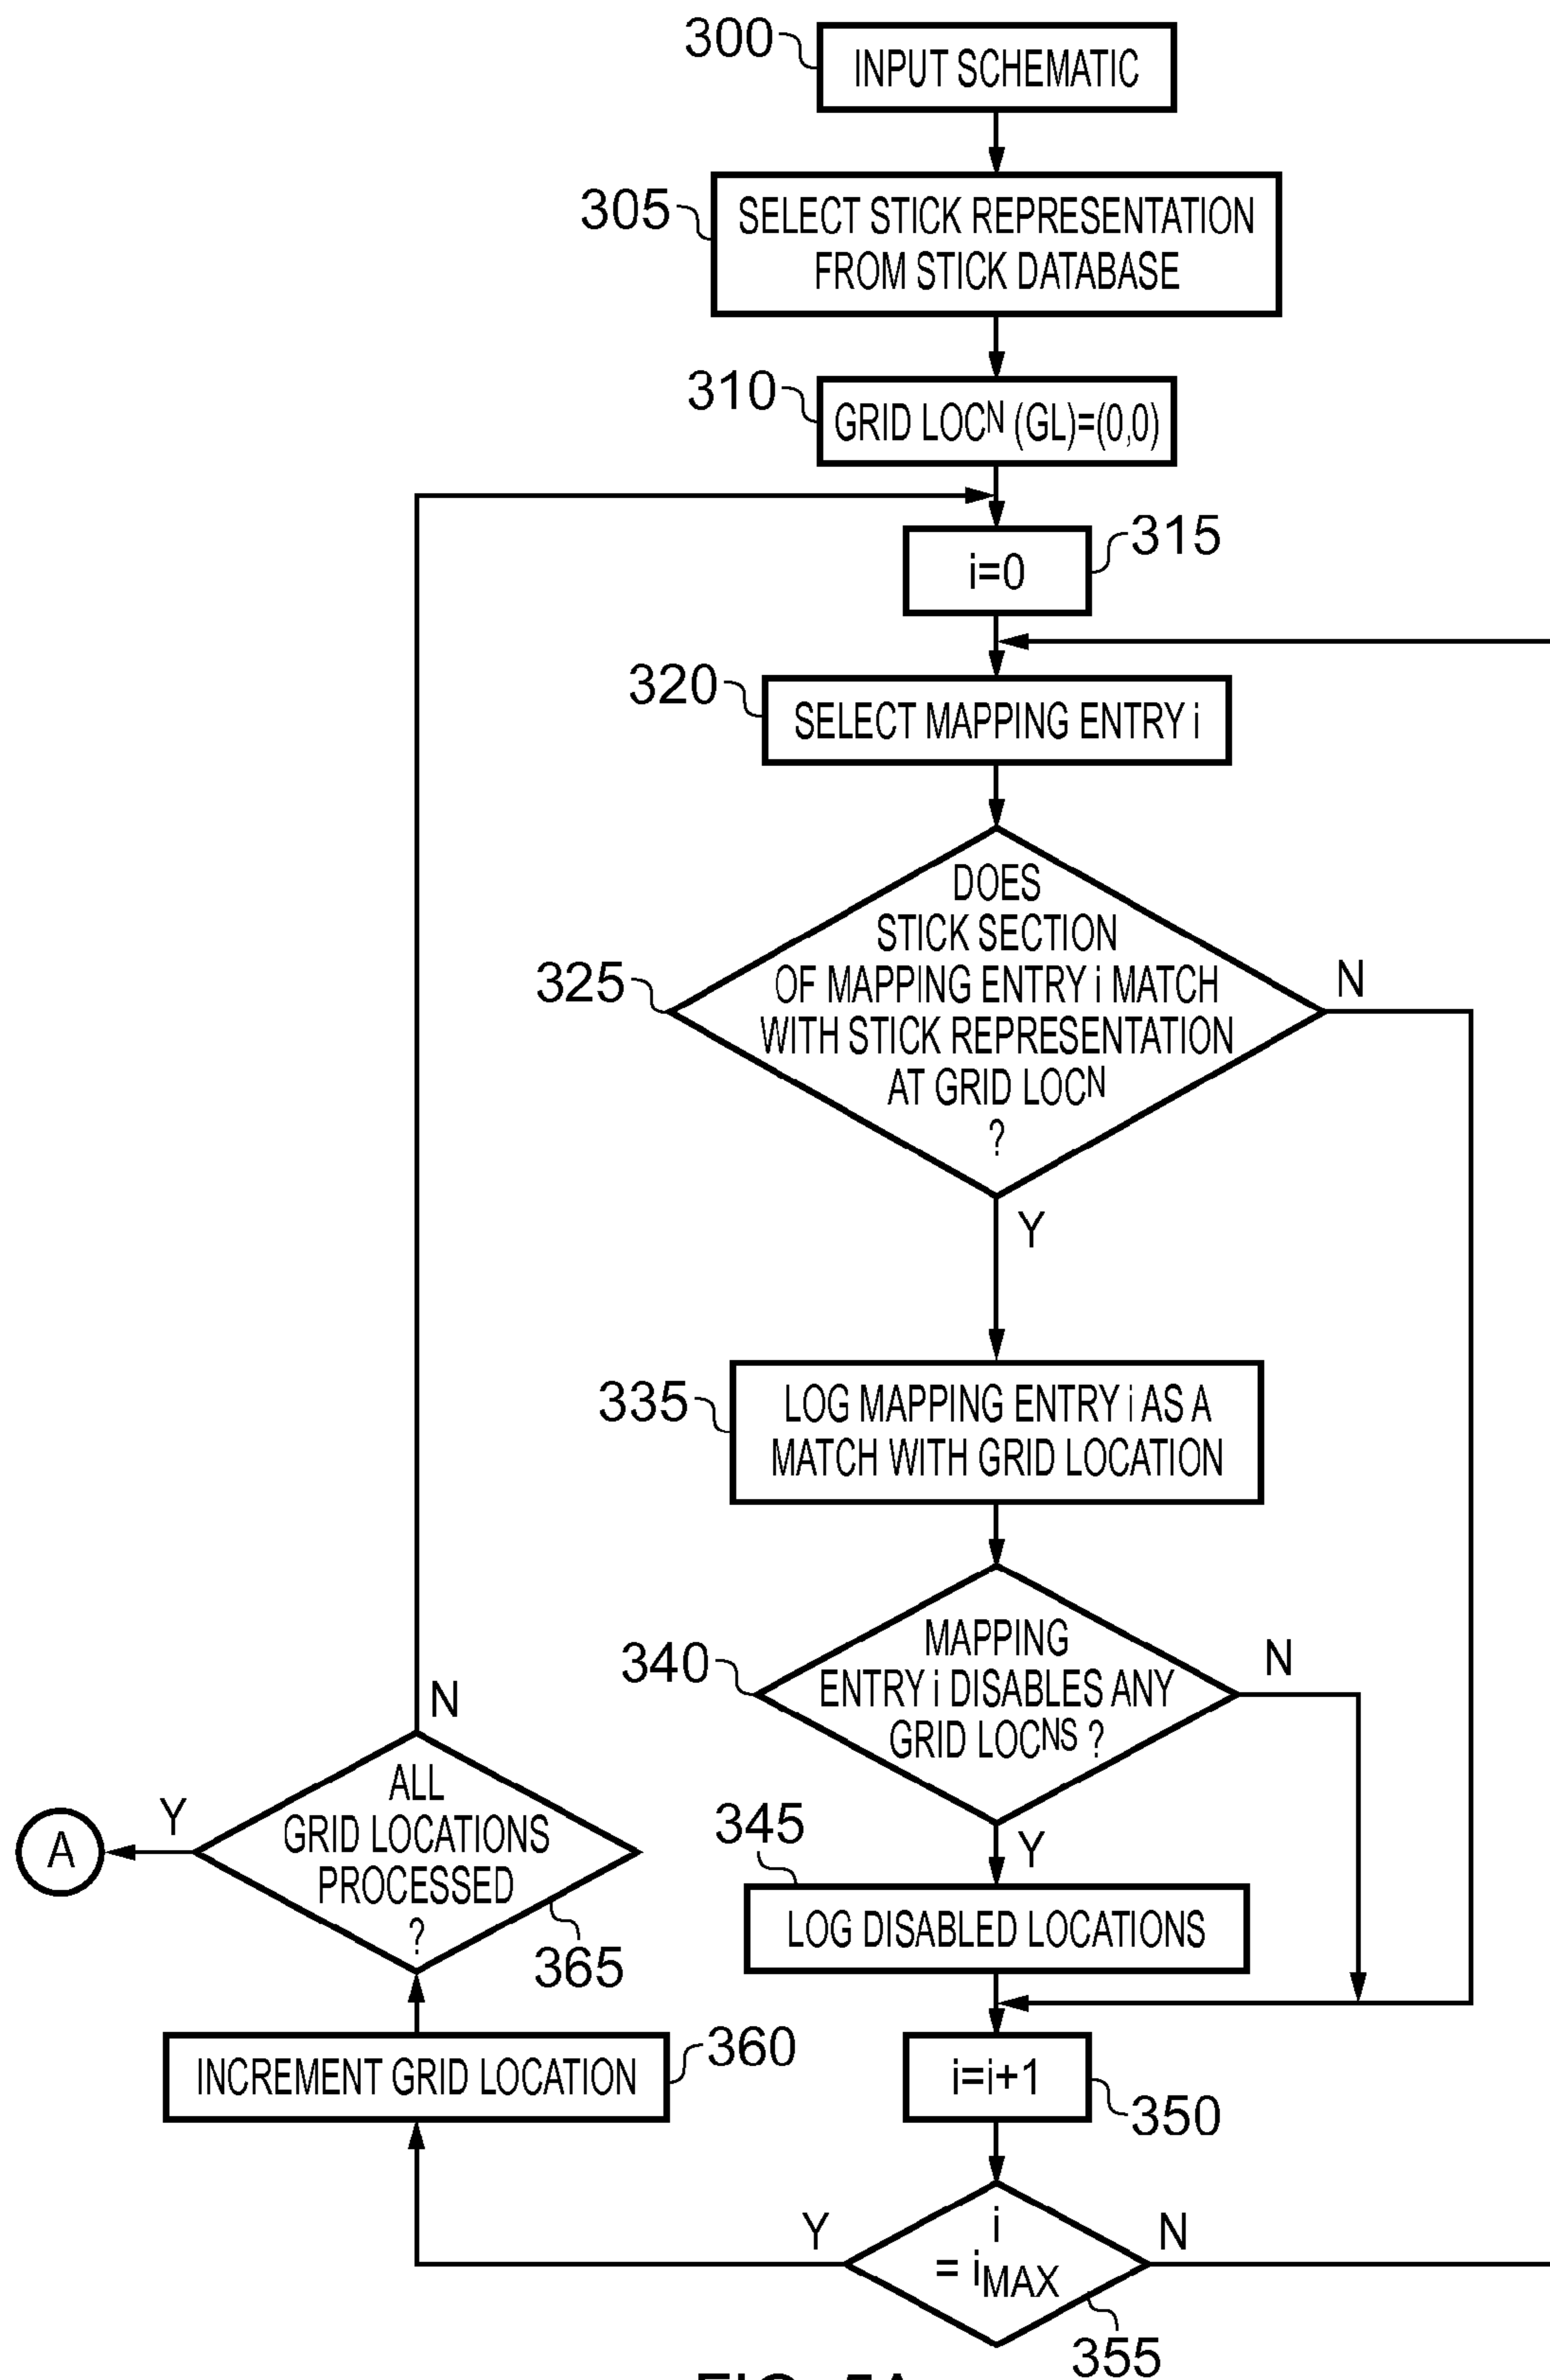 300
INPUT SCHEMATIC
305
SELECT STICK REPRESENTATION
FROM STICK DATABASE
310
GRID LOCN (GL)=(0,0)
315
i=0
320
SELECT MAPPING ENTRY i
325
DOES
STICK SECTION
OF MAPPING ENTRY i MATCH
WITH STICK REPRESENTATION
AT GRID LOCN
?
N
Y
335
LOG MAPPING ENTRY i AS A
MATCH WITH GRID LOCATION
340
MAPPING
ENTRY i DISABLES ANY
GRID LOCNS ?
N
Y
345
LOG DISABLED LOCATIONS
350
i=i+1
355
i
= iMAX
Y
N
360
INCREMENT GRID LOCATION
365
ALL
GRID LOCATIONS
PROCESSED
?
N
Y
A